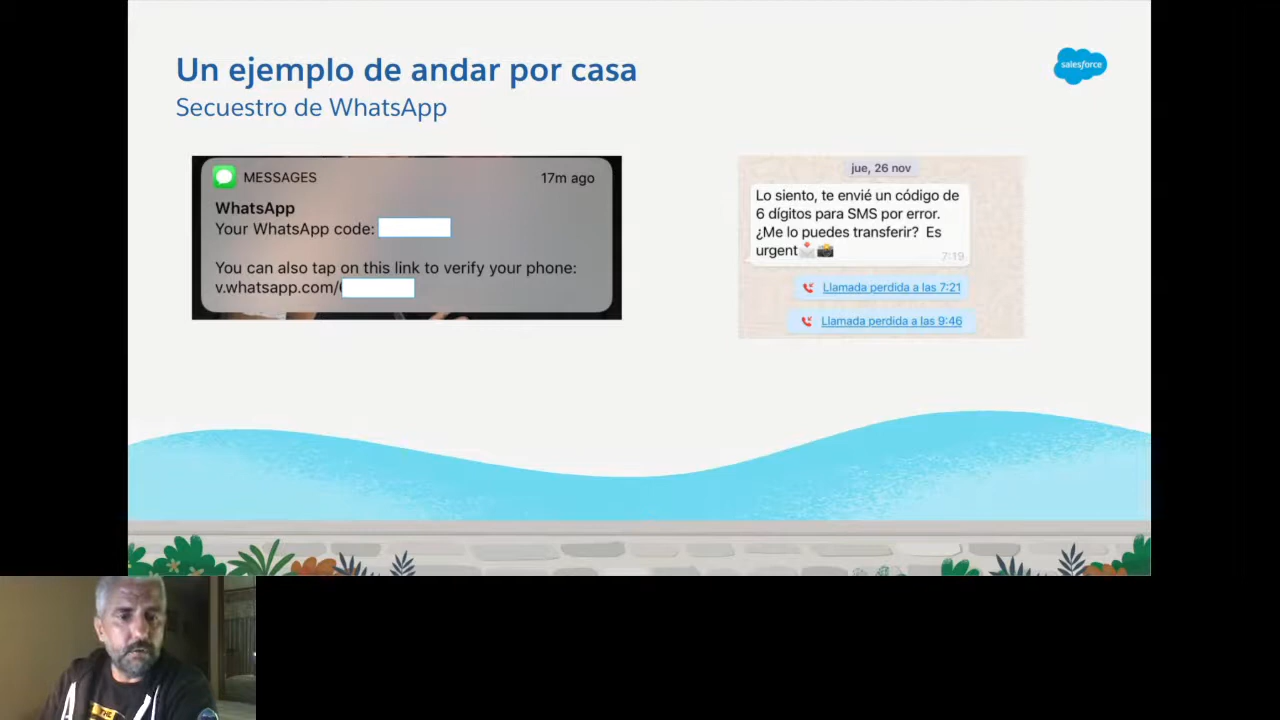 Un ejemplo de andar por casa
Secuestro de WhatsApp
salesforce
MESSAGES
17m ago
WhatsApp
Your WhatsApp code:
You can also tap on this link to verify your phone:
v.whatsapp.com/
jue, 26 nov
Lo siento, te envié un código de
6 dígitos para SMS por error.
¿Me lo puedes transferir? Es
urgent
7:19
Llamada perdida a las 7:21
Llamada perdida a las 9:46
THE